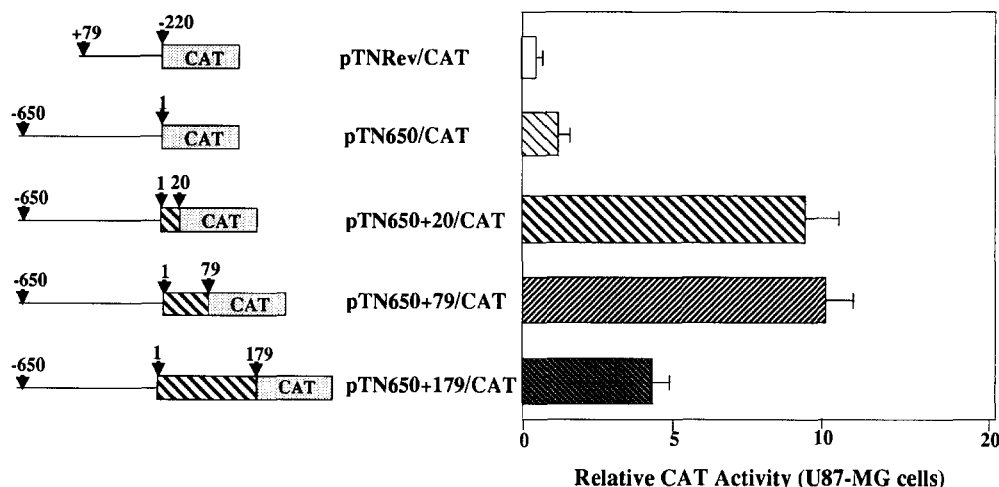 +79 -220
CAT pTNRev/CAT
-650 1
CAT pTN650/CAT
-650 1 20
CAT pTN650+20/CAT
-650 1 79
CAT pTN650+79/CAT
-650 1 179
CAT pTN650+179/CAT
0 5 10 20
Relative CAT Activity (U87-MG cells)